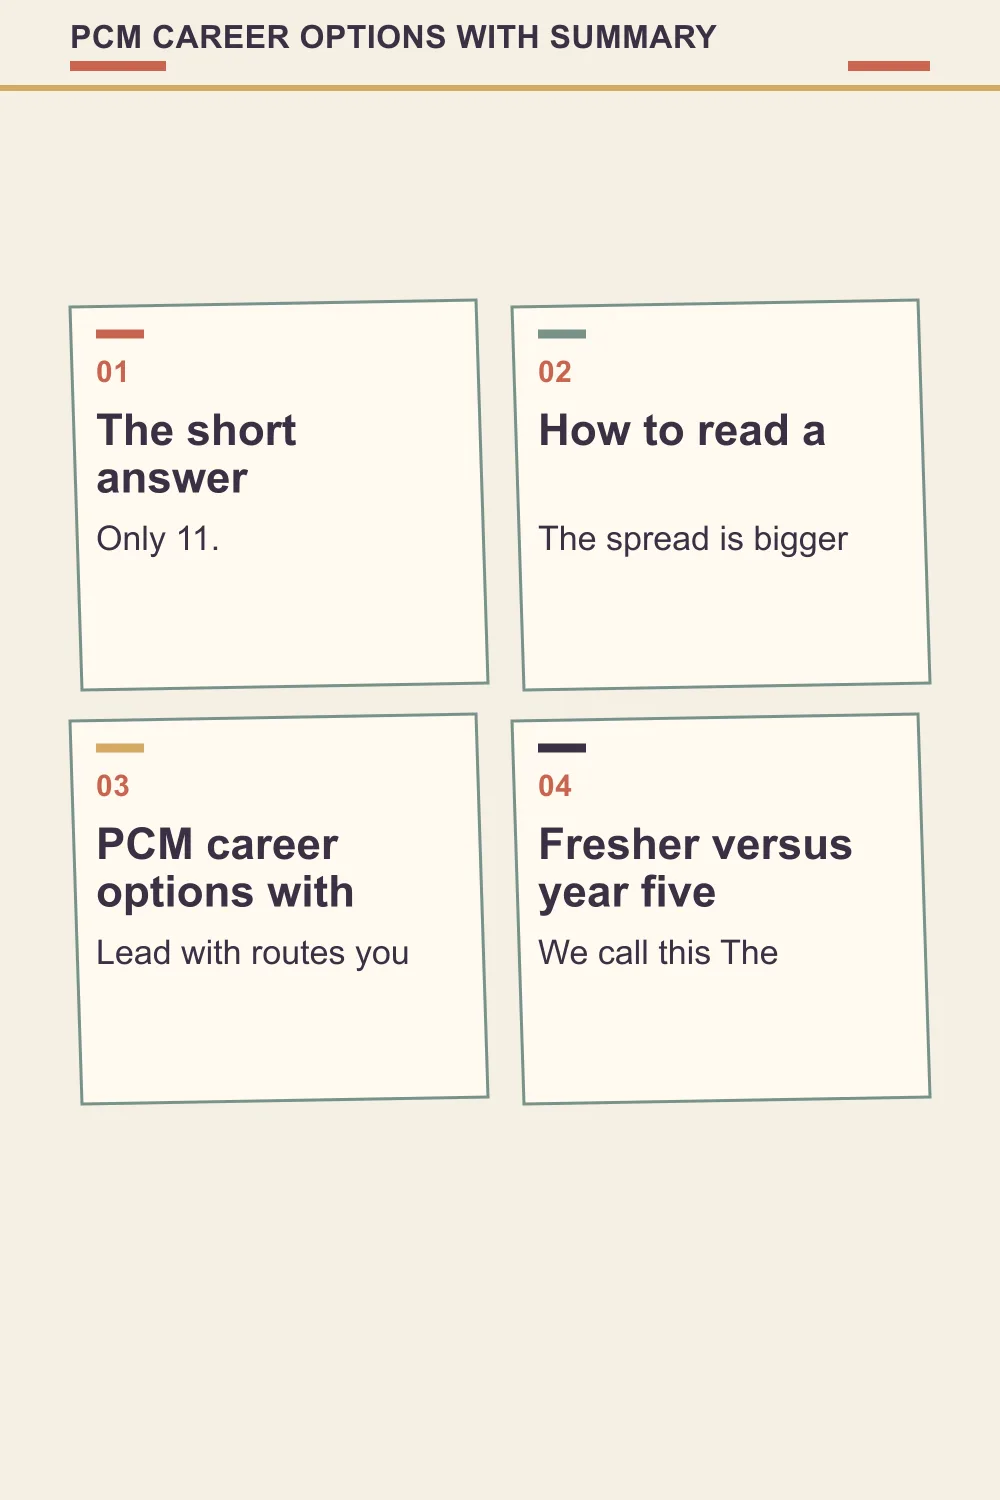 PCM CAREER OPTIONS WITH SUMMARY
01
The short
answer
Only 11.
02
How to read a
The spread is bigger
03
PCM career
options with
Lead with routes you
04
Fresher versus
year five
We call this The